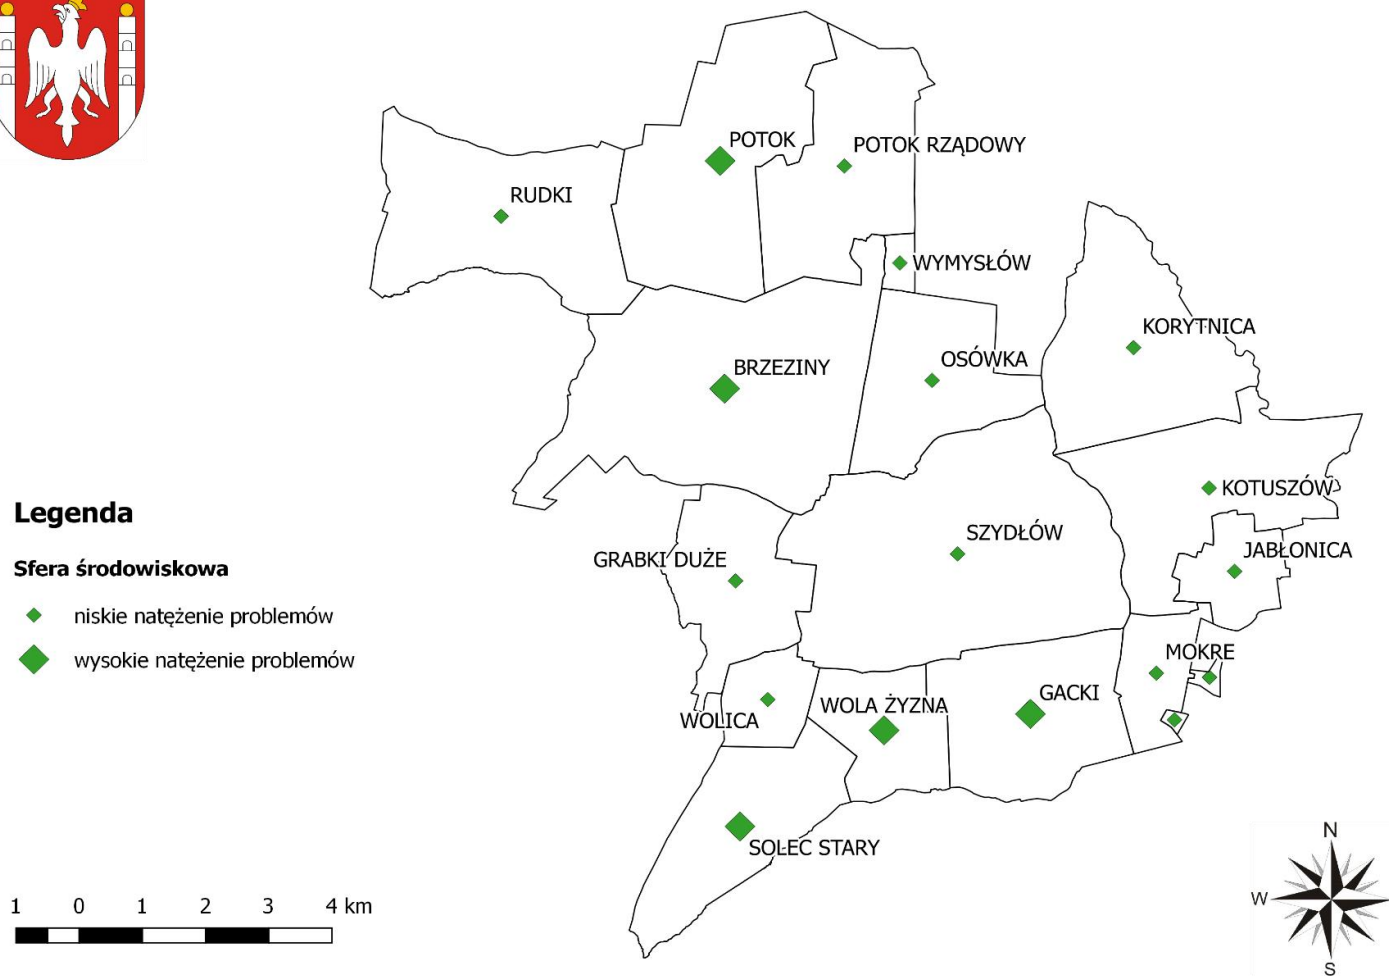 POTOK
POTOK RZĄDOWY
RUDKI
WYMYSŁÓW
KORYTNICA
OSÓWKA
BRZEZINY
KOTUSZÓW
Legenda
SZYDŁÓW
JABŁONICA
GRABKI DUŻE
Sfera środowiskowa
niskie natężenie problemów
MOKRE
wysokie natężenie problemów
GACKI
WOLA ŻYZNA
WOLICA
N
SOLEC STARY
W
1 0 1 2 3 4 km
S